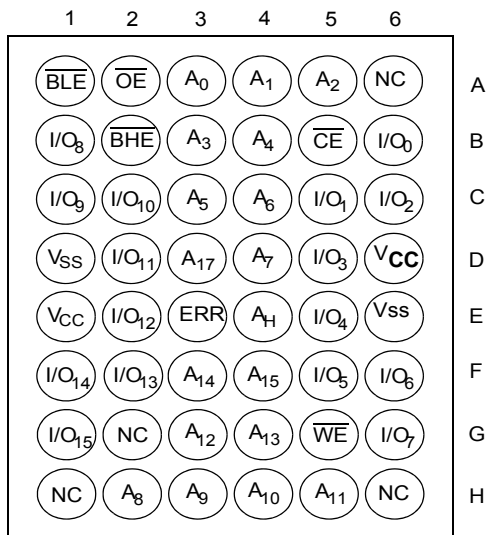 1 2 3 4 5 6
BLE OE A0 A1 A2 NC A
I/O8 BHE A3 A4 CE I/O0 B
I/O9 I/O10 A5 A6 I/O1 I/O2 C
VSS I/O11 A17 A7 I/O3 VCC D
VCC I/O12 ERR AH I/O4 Vss E
I/O14 I/O13 A14 A15 I/O5 I/O6 F
I/O15 NC A12 A13 WE I/O7 G
NC A8 A9 A10 A11 NC H